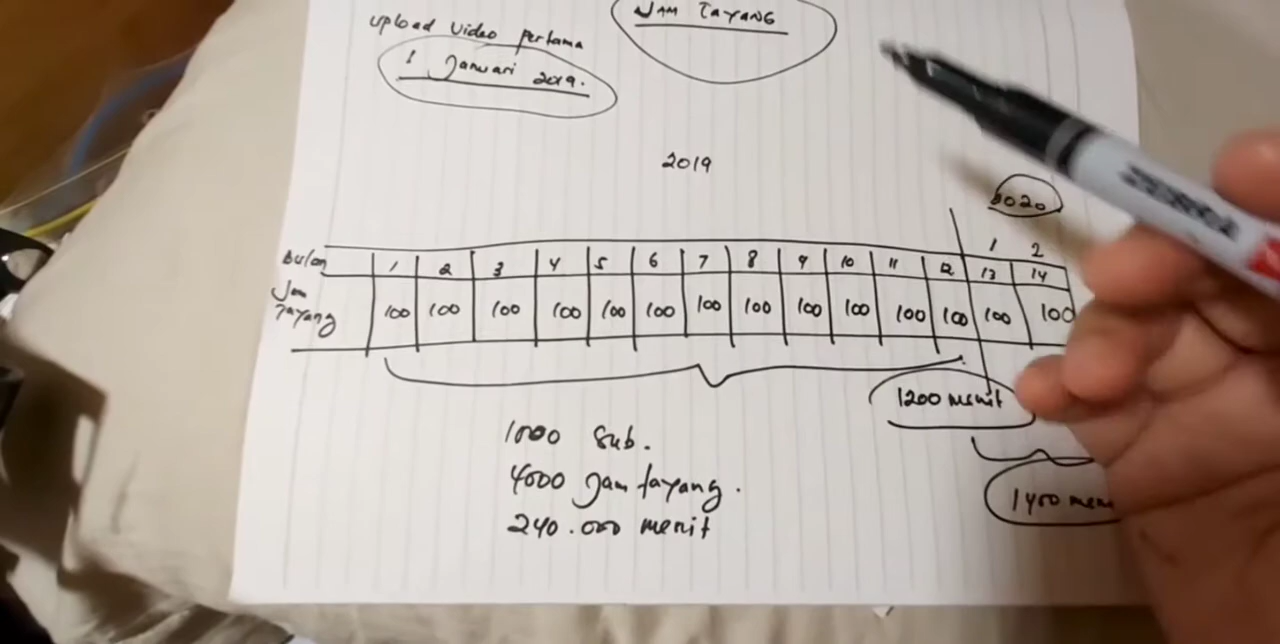 JAM TAYANG
upload video pertama
1 Januari 2019.
2019
2020
1 2
Bulan 1 2 3 4 5 6 7 8 9 10 11 12 13 14
Jam Tayang 100 100 100 100 100 100 100 100 100 100 100 100 100 100
1200 menit
1000 sub.
4000 Jam tayang.
240.000 menit
1400